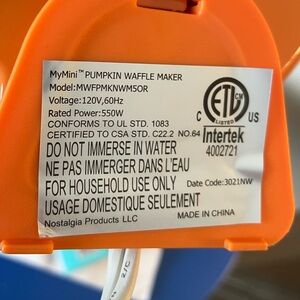 MyMini™ PUMPKIN WAFFLE MAKER
Model:MWFPMKNWM5OR
Voltage:120V,60Hz
Rated Power:550W
CONFORMS TO UL STD. 1083
CERTIFIED TO CSA STD. C22.2 NO.64
ETL CM
LISTED
C US
Intertek
4002721
DO NOT IMMERSE IN WATER
NE PAS IMMERGER DANS L'EAU
FOR HOUSEHOLD USE ONLY
Date Code:3021NW
USAGE DOMESTIQUE SEULEMENT
Nostalgia Products LLC
MADE IN CHINA
2/C